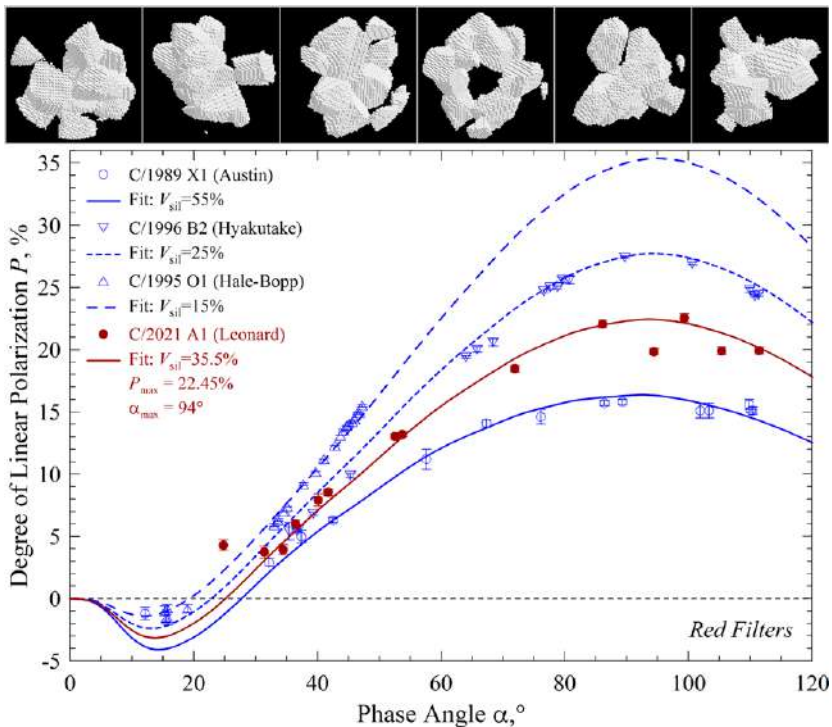 C/1989 X1 (Austin)
Fit: Vsil=55%
C/1996 B2 (Hyakutake)
Fit: Vsil=25%
C/1995 O1 (Hale-Bopp)
Fit: Vsil=15%
C/2021 A1 (Leonard)
Fit: Vsil=35.5%
Pmax = 22.45%
αmax = 94°
Red Filters
Degree of Linear Polarization P, %
35
30
25
20
15
10
5
0
-5
0 20 40 60 80 100 120
Phase Angle α,°